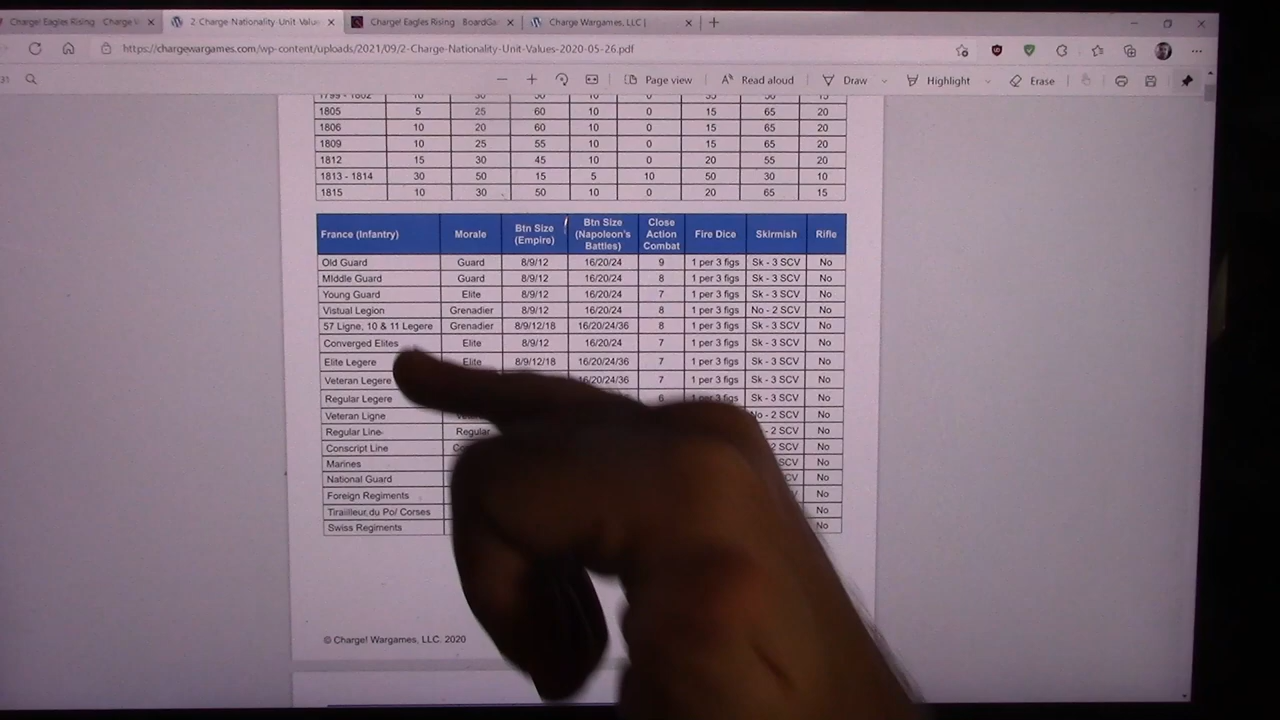 Charge! Eagles Rising - Charge W
2 Charge-Nationality-Unit-Value
Charge! Eagles Rising - BoardGa
Charge Wargames, LLC |
https://chargewargames.com/wp-content/uploads/2021/09/2-Charge-Nationality-Unit-Values-2020-05-26.pdf
31 Page view Read aloud Draw Highlight Erase
1805 5 25 60 10 0 15 65 20
1806 10 20 60 10 0 15 65 20
1809 10 25 55 10 0 15 65 20
1812 15 30 45 10 0 20 55 20
1813 - 1814 30 50 15 5 10 50 30 10
1815 10 30 50 10 0 20 65 15
France (Infantry) Morale Btn Size (Empire) Btn Size (Napoleon's Battles) Close Action Combat Fire Dice Skirmish Rifle
Old Guard Guard 8/9/12 16/20/24 9 1 per 3 figs Sk - 3 SCV No
MIddle Guard Guard 8/9/12 16/20/24 8 1 per 3 figs Sk - 3 SCV No
Young Guard Elite 8/9/12 16/20/24 7 1 per 3 figs Sk - 3 SCV No
Vistual Legion Grenadier 8/9/12 16/20/24 8 1 per 3 figs No - 2 SCV No
57 Ligne, 10 & 11 Legere Grenadier 8/9/12/18 16/20/24/36 8 1 per 3 figs Sk - 3 SCV No
Converged Elites Elite 8/9/12 16/20/24 7 1 per 3 figs Sk - 3 SCV No
Elite Legere Elite 8/9/12/18 16/20/24/36 7 1 per 3 figs Sk - 3 SCV No
Veteran Legere 16/20/24/36 7 1 per 3 figs Sk - 3 SCV No
Regular Legere 6 1 per 3 figs Sk - 3 SCV No
Veteran Ligne No - 2 SCV No
Regular Line Regular - 2 SCV No
Conscript Line 2 SCV No
Marines SCV No
National Guard No
Foreign Regiments No
Tirailleur du Po/ Corses No
Swiss Regiments No
© Charge! Wargames, LLC. 2020